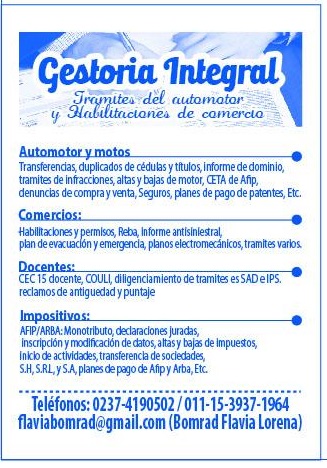 Gestoria Integral
Tramites del automotor
y Habilitaciones de comercio
Automotor y motos
Transferencias, duplicados de cédulas y títulos, informe de dominio,
tramites de infracciones, altas y bajas de motor, CETA de Afip,
denuncias de compra y venta, Seguros, planes de pago de patentes, Etc.
Comercios:
Habilitaciones y permisos, Reba, Informe antisiniestral,
plan de evacuación y emergencia, planos electromecánicos, tramites varios.
Docentes:
CEC 15 docente, COULI, diligenciamiento de tramites es SAD e IPS.
reclamos de antiguedad y puntaje
Impositivos:
AFIP/ARBA: Monotributo, declaraciones juradas,
inscripción y modificación de datos, altas y bajas de impuestos,
inicio de actividades, transferencia de sociedades,
S.H, S.R.L, y S.A, planes de pago de Afip y Arba, Etc.
Teléfonos: 0237-4190502 / 011-15-3937-1964
flaviabomrad@gmail.com (Bomrad Flavia Lorena)